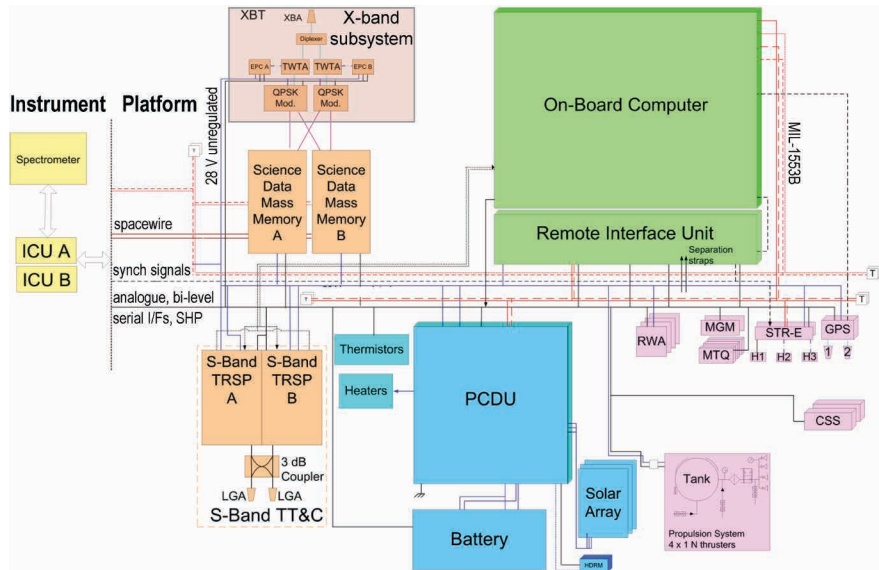 XBT
XBA
X-band
subsystem
Diplexer
EPC A
TWTA
TWTA
EPC B
QPSK
Mod.
QPSK
Mod.
On-Board Computer
MIL-1553B
Instrument
Platform
28 V unregulated
Spectrometer
T
Science
Data
Mass
Memory
A
Science
Data
Mass
Memory
B
spacewire
Remote Interface Unit
Separation
straps
ICU A
ICU B
synch signals
T
analogue, bi-level
T
T
serial I/Fs, SHP
RWA
MGM
MTQ
STR-E
GPS
H1
H2
H3
1
2
Thermistors
Heaters
PCDU
S-Band
TRSP
A
S-Band
TRSP
B
CSS
3 dB
Coupler
LGA
LGA
S-Band TT&C
Battery
Solar
Array
HDRM
Tank
Propulsion System
4 x 1 N thrusters